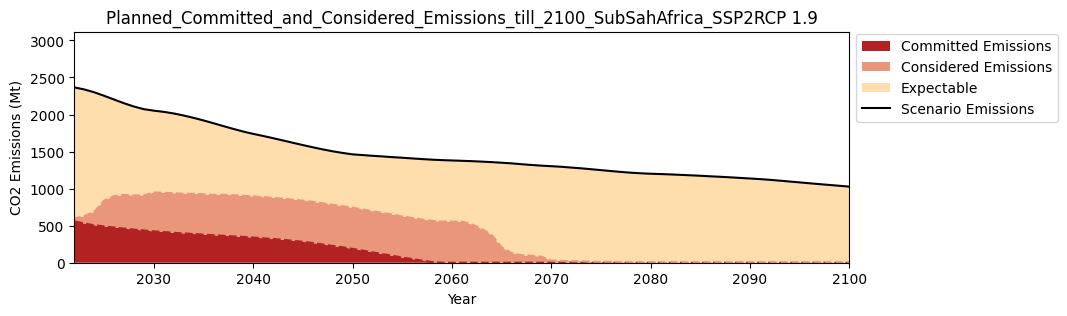 Planned_Committed_and_Considered_Emissions_till_2100_SubSahAfrica_SSP2RCP 1.9
CO2 Emissions (Mt)
3000
2500
2000
1500
1000
500
0
2030
2040
2050
2060
2070
2080
2090
2100
Year
Committed Emissions
Considered Emissions
Expectable
Scenario Emissions